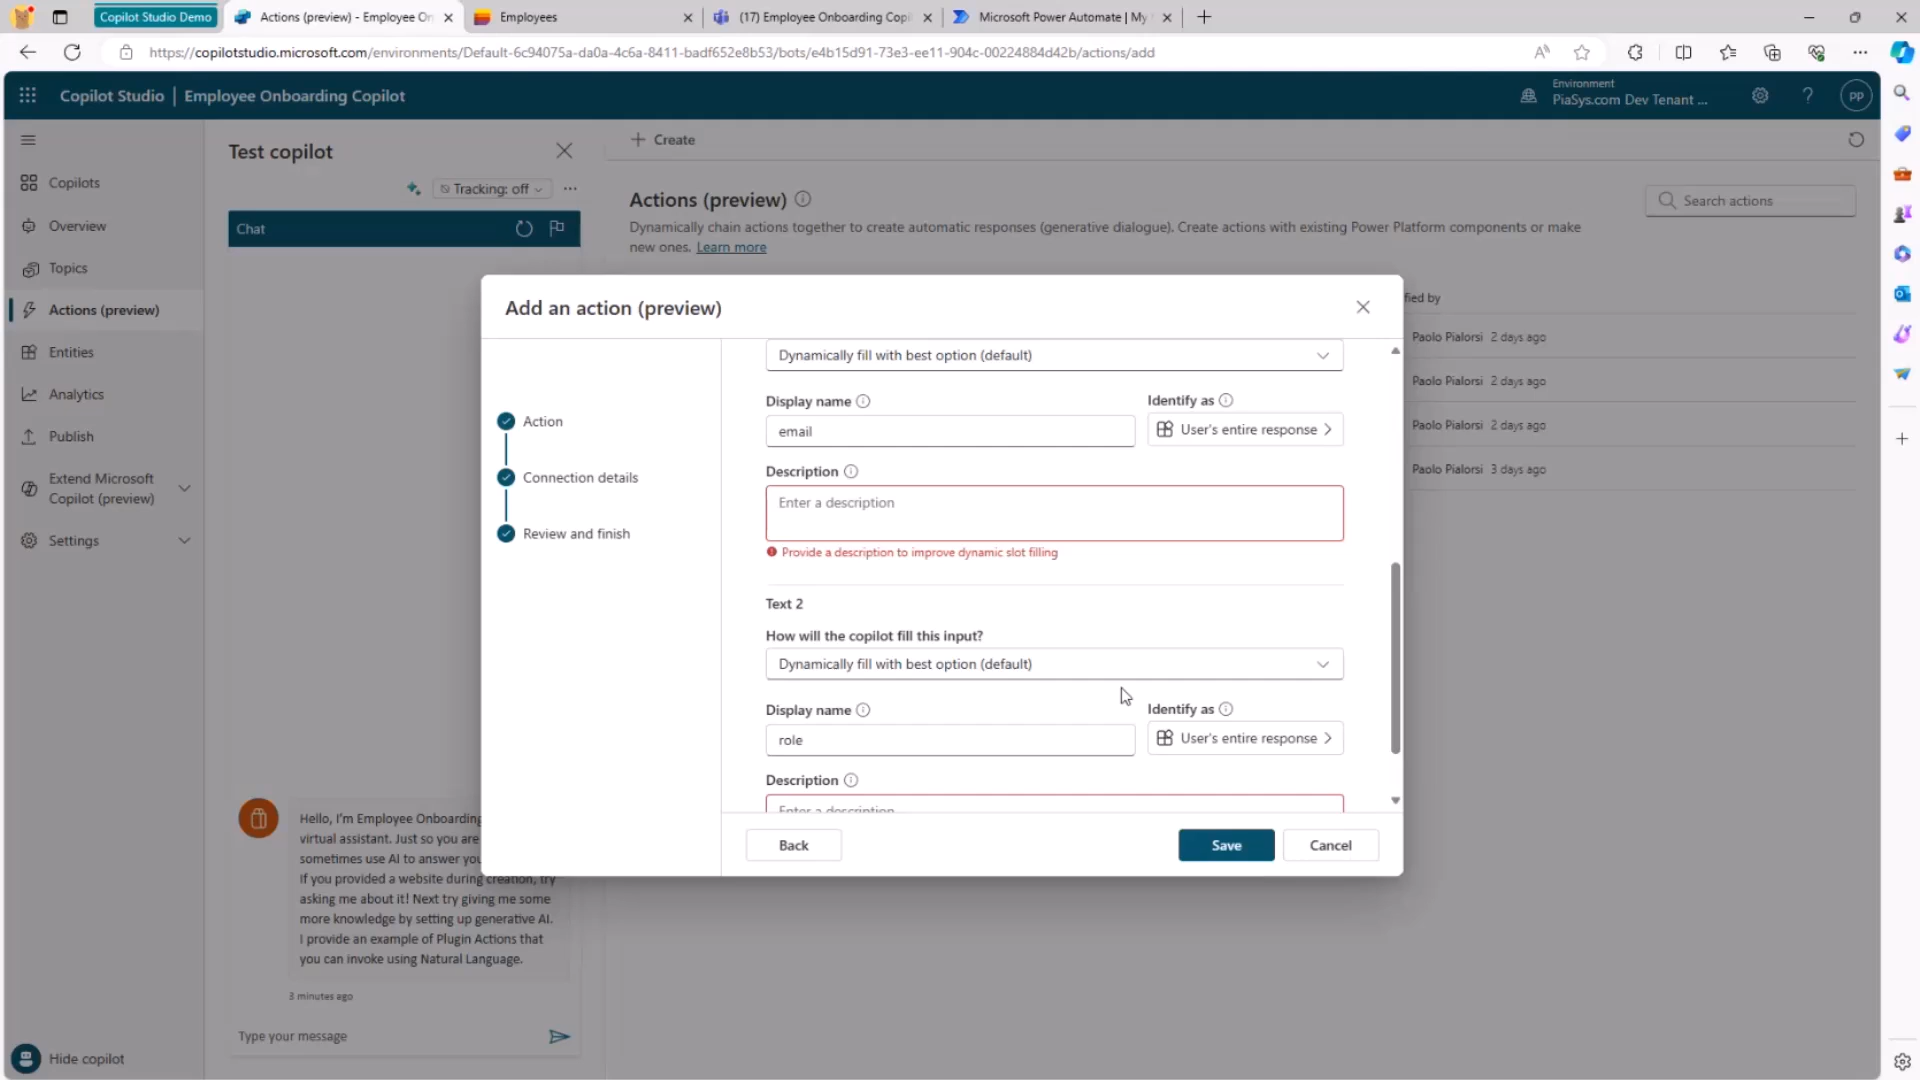 Copilot Studio Demo
Actions (preview) - Employee On
Employees
(17) Employee Onboarding Copil
Microsoft Power Automate | My
https://copilotstudio.microsoft.com/environments/Default-6c94075a-da0a-4c6a-8411-badf652e8b53/bots/e4b15d91-73e3-ee11-904c-00224884d42b/actions/add
Copilot Studio | Employee Onboarding Copilot
Environment
PiaSys.com Dev Tenant ...
PP
Copilots
Overview
Topics
Actions (preview)
Entities
Analytics
Publish
Extend Microsoft
Copilot (preview)
Settings
Hide copilot
Test copilot
Tracking: off
Chat
Hello, I'm Employee Onboarding
virtual assistant. Just so you are
sometimes use AI to answer you
If you provided a website during creation, try
asking me about it! Next try giving me some
more knowledge by setting up generative AI.
I provide an example of Plugin Actions that
you can invoke using Natural Language.
3 minutes ago
Type your message
Create
Actions (preview)
Search actions
Dynamically chain actions together to create automatic responses (generative dialogue). Create actions with existing Power Platform components or make
new ones. Learn more
fied by
Paolo Pialorsi 2 days ago
Paolo Pialorsi 2 days ago
Paolo Pialorsi 2 days ago
Paolo Pialorsi 3 days ago
Add an action (preview)
Action
Connection details
Review and finish
Dynamically fill with best option (default)
Display name
Identify as
email
User's entire response
Description
Enter a description
Provide a description to improve dynamic slot filling
Text 2
How will the copilot fill this input?
Dynamically fill with best option (default)
Display name
Identify as
role
User's entire response
Description
Enter a description
Back
Save
Cancel